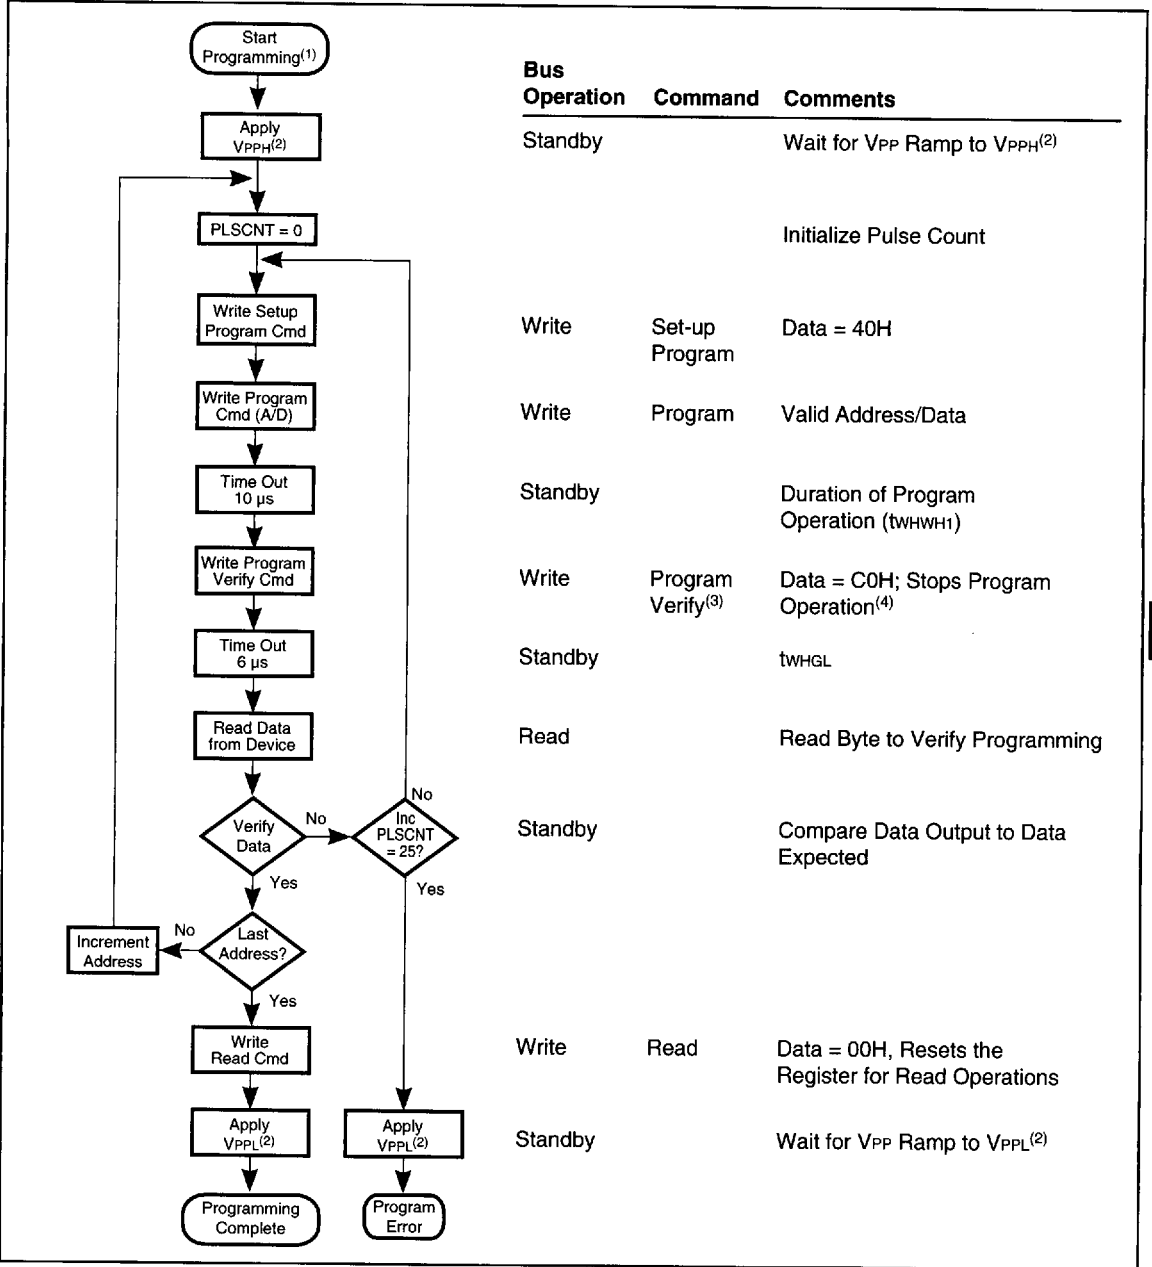 Start
Programming(1)
Apply
VPPH(2)
PLSCNT = 0
Write Setup
Program Cmd
Write Program
Cmd (A/D)
Time Out
10 µs
Write Program
Verify Cmd
Time Out
6 µs
Read Data
from Device
Verify
Data
No
Inc
PLSCNT
= 25?
No
Yes
Yes
Last
Address?
No
Increment
Address
Yes
Write
Read Cmd
Apply
VPPL(2)
Apply
VPPL(2)
Programming
Complete
Program
Error
Bus
Operation Command Comments
Standby Wait for VPP Ramp to VPPH(2)
Initialize Pulse Count
Write Set-up Data = 40H
Program
Write Program Valid Address/Data
Standby Duration of Program
Operation (tWHWH1)
Write Program Data = C0H; Stops Program
Verify(3) Operation(4)
Standby tWHGL
Read Read Byte to Verify Programming
Standby Compare Data Output to Data
Expected
Write Read Data = 00H, Resets the
Register for Read Operations
Standby Wait for VPP Ramp to VPPL(2)